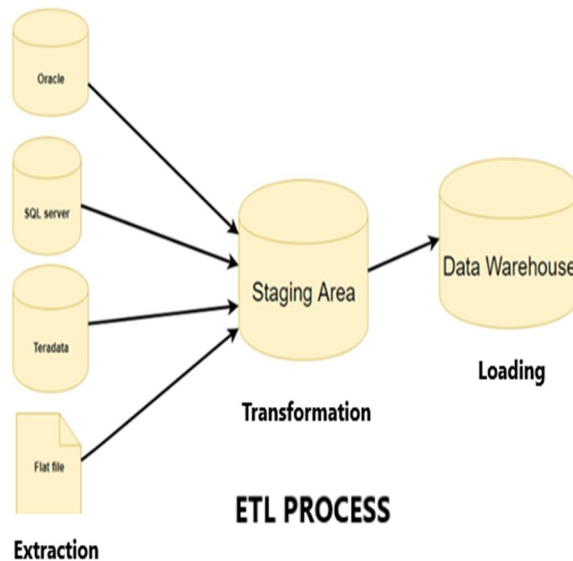 Oracle
SQL server
Teradata
Flat file
Extraction
Staging Area
Transformation
Data Warehouse
Loading
ETL PROCESS